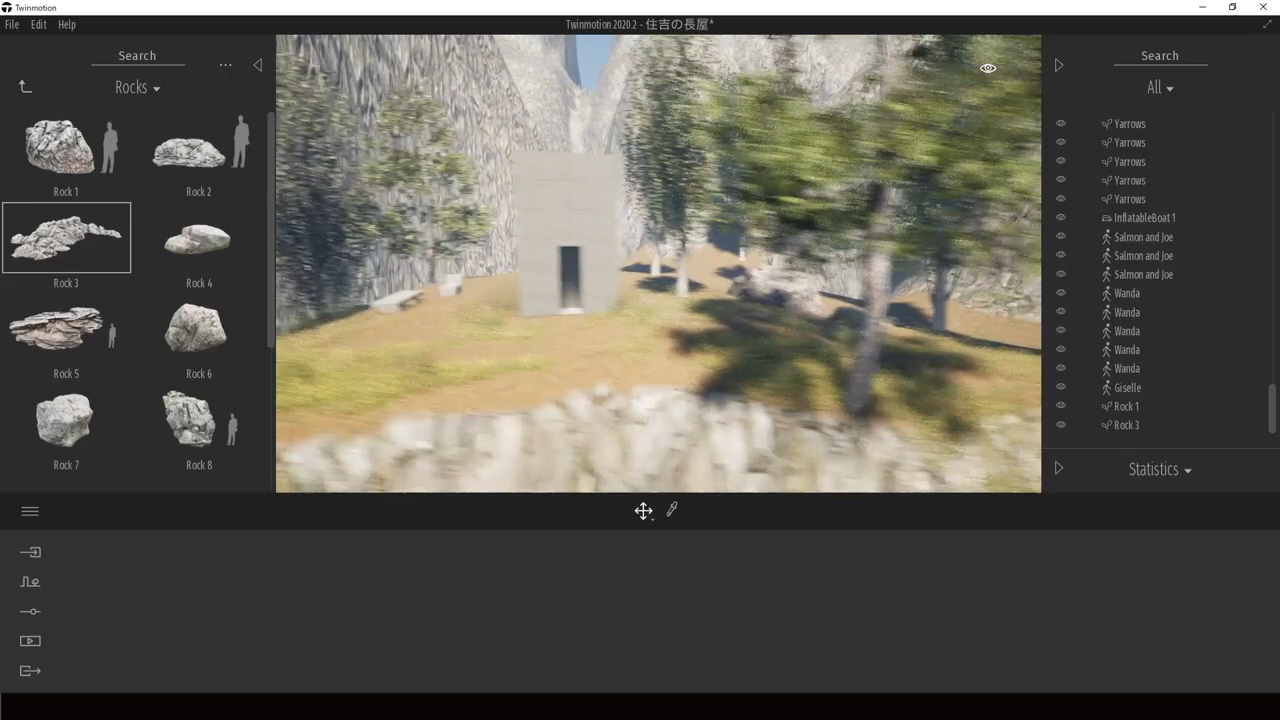 Twinmotion
File Edit Help
Twinmotion 2020.2 - 住吉の長屋*
Search
...
Rocks
Rock 1
Rock 2
Rock 3
Rock 4
Rock 5
Rock 6
Rock 7
Rock 8
Search
All
Yarrows
Yarrows
Yarrows
Yarrows
Yarrows
InflatableBoat1
Salmon and Joe
Salmon and Joe
Salmon and Joe
Wanda
Wanda
Wanda
Wanda
Wanda
Giselle
Rock 1
Rock 3
Statistics